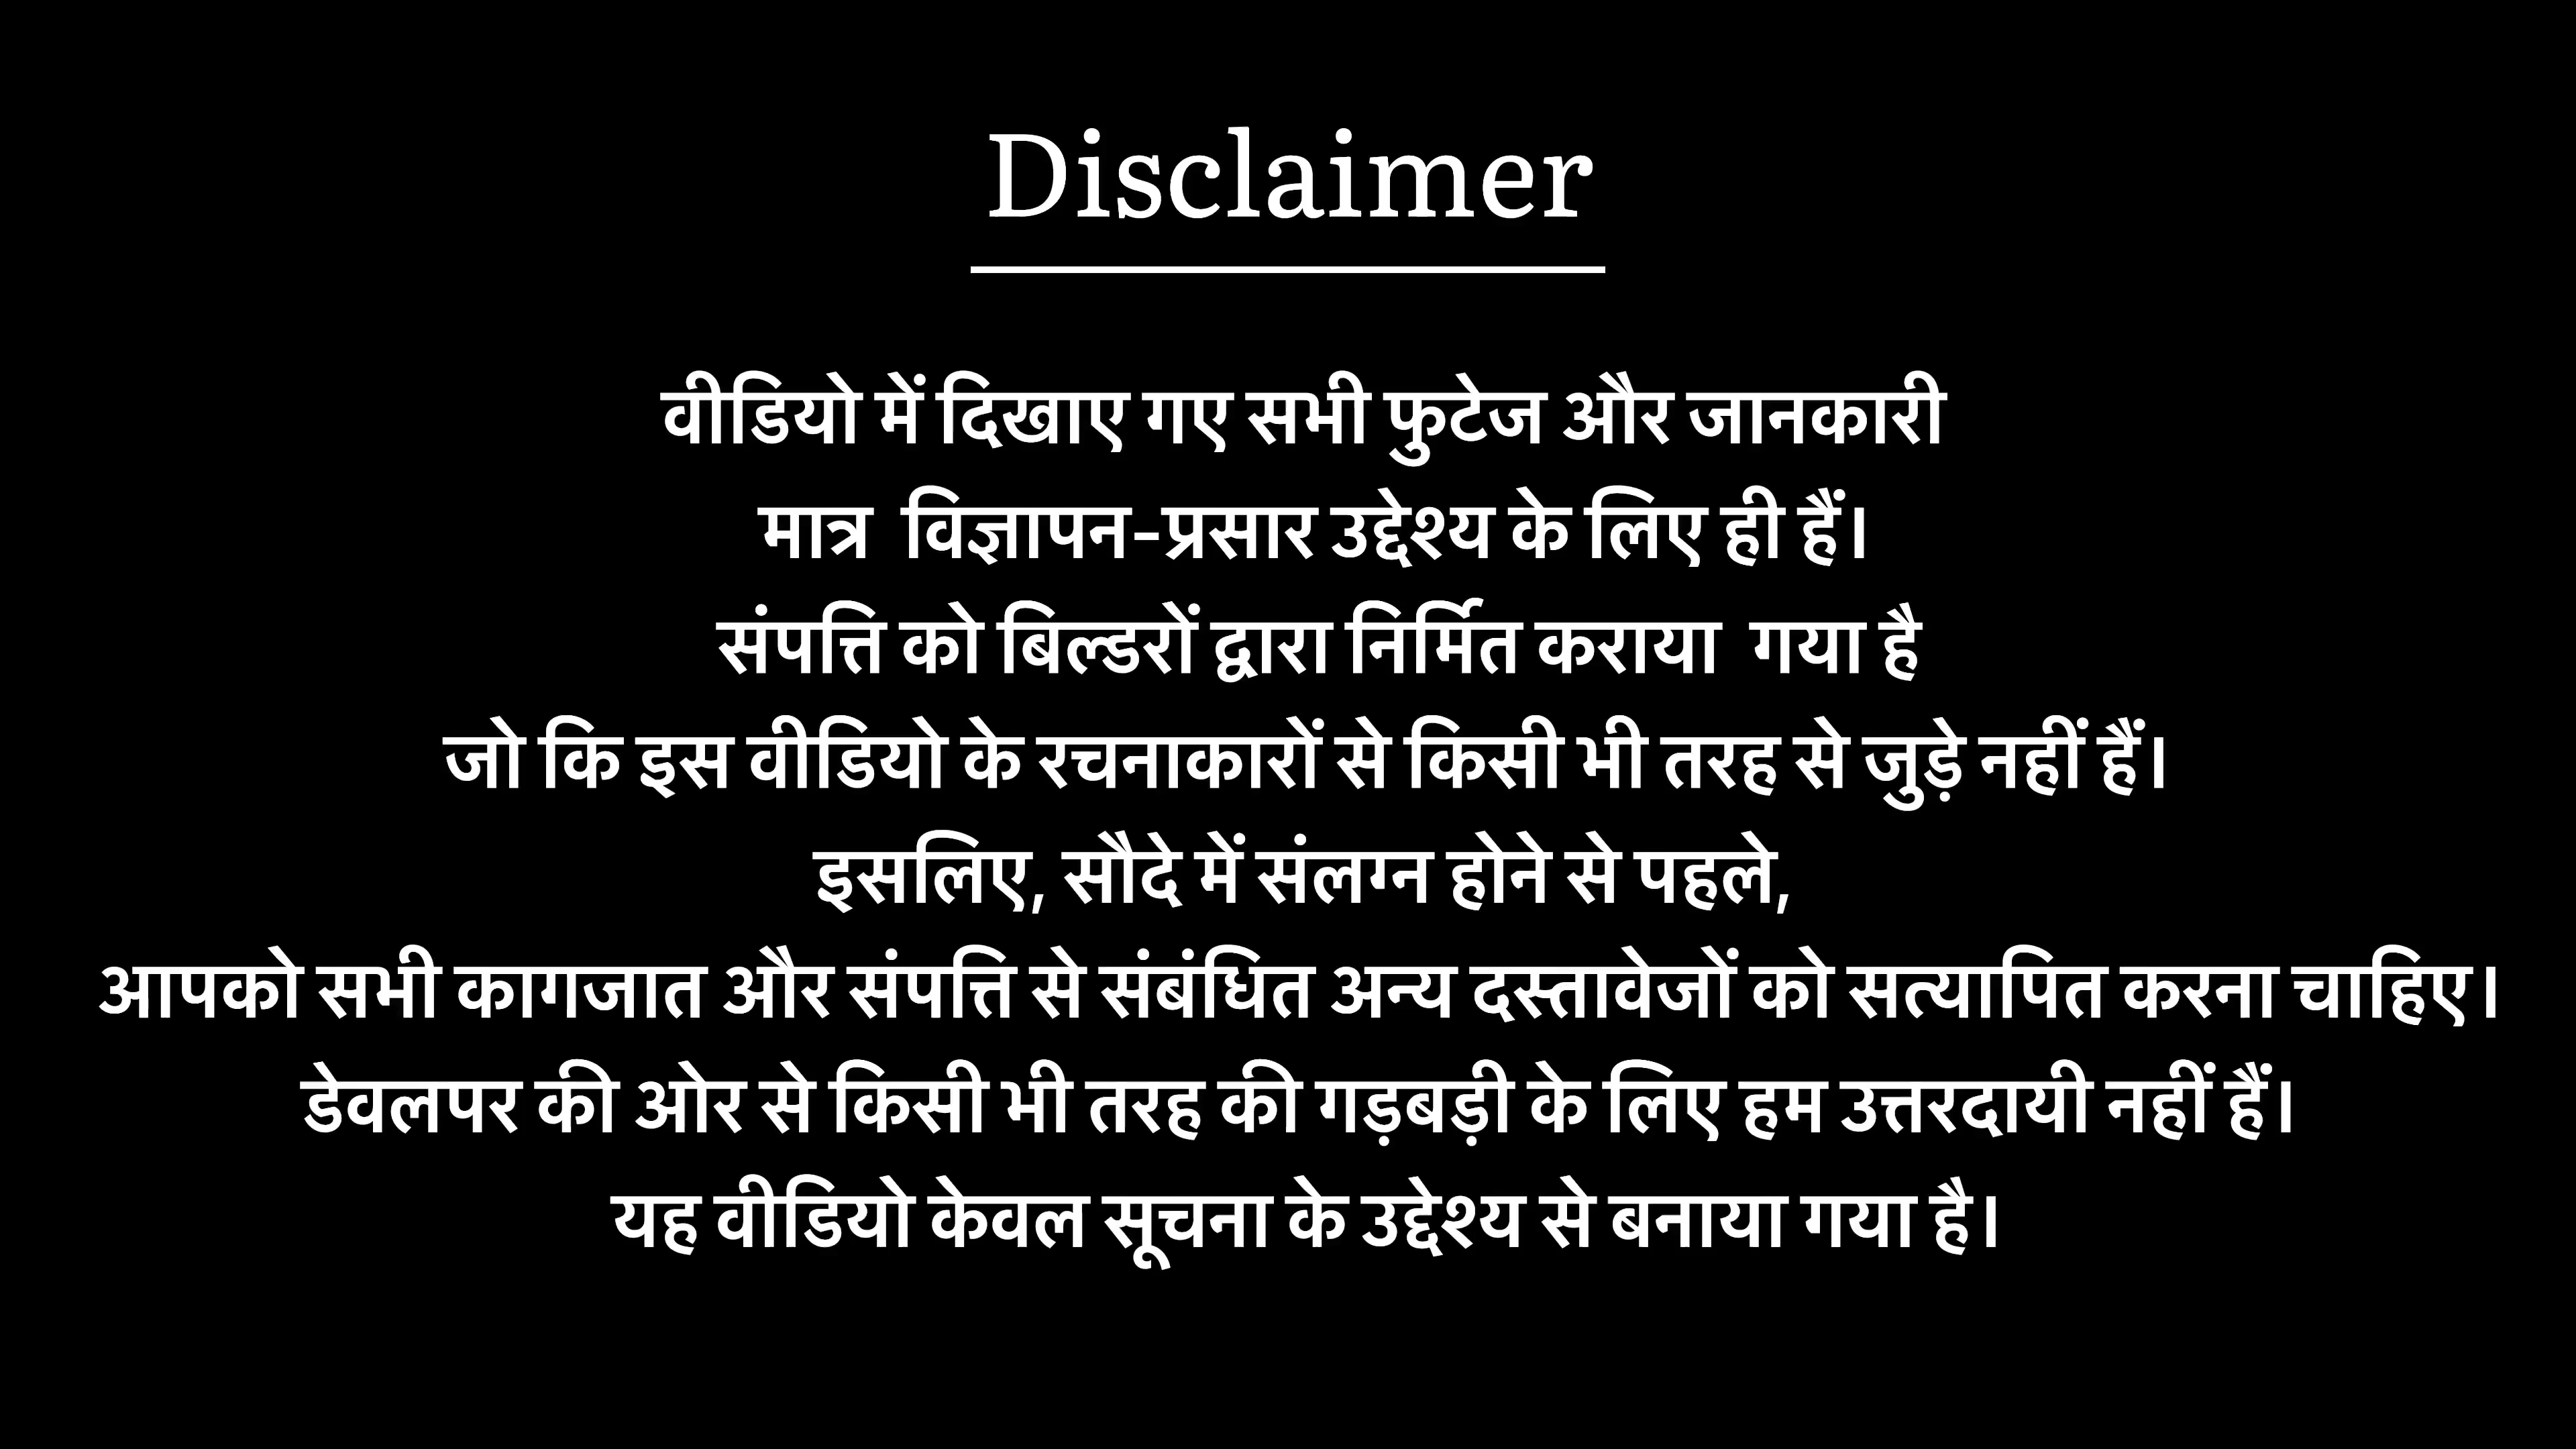 Disclaimer
वीडियो में दिखाए गए सभी फुटेज और जानकारी
मात्र  विज्ञापन-प्रसार उद्देश्य के लिए ही हैं।
संपत्ति को बिल्डरों द्वारा निर्मित कराया  गया है
जो कि इस वीडियो के रचनाकारों से किसी भी तरह से जुड़े नहीं हैं।
इसलिए, सौदे में संलग्न होने से पहले,
आपको सभी कागजात और संपत्ति से संबंधित अन्य दस्तावेजों को सत्यापित करना चाहिए।
डेवलपर की ओर से किसी भी तरह की गड़बड़ी के लिए हम उत्तरदायी नहीं हैं।
यह वीडियो केवल सूचना के उद्देश्य से बनाया गया है।